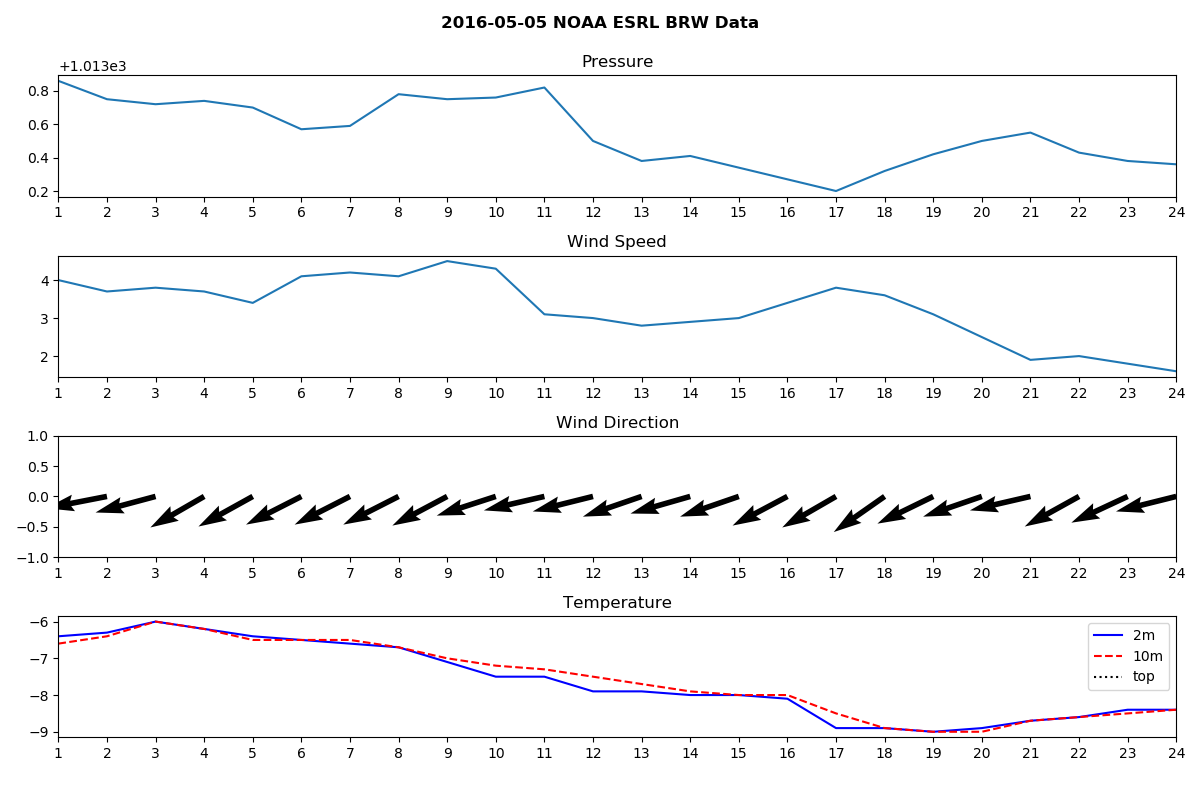 2016-05-05 NOAA ESRL BRW Data
Pressure
+1.013e3
0.8
0.6
0.4
0.2
1 2 3 4 5 6 7 8 9 10 11 12 13 14 15 16 17 18 19 20 21 22 23 24
Wind Speed
4
3
2
1 2 3 4 5 6 7 8 9 10 11 12 13 14 15 16 17 18 19 20 21 22 23 24
Wind Direction
1.0
0.5
0.0
−0.5
−1.0
1 2 3 4 5 6 7 8 9 10 11 12 13 14 15 16 17 18 19 20 21 22 23 24
Temperature
−6
−7
−8
−9
2m
10m
top
1 2 3 4 5 6 7 8 9 10 11 12 13 14 15 16 17 18 19 20 21 22 23 24